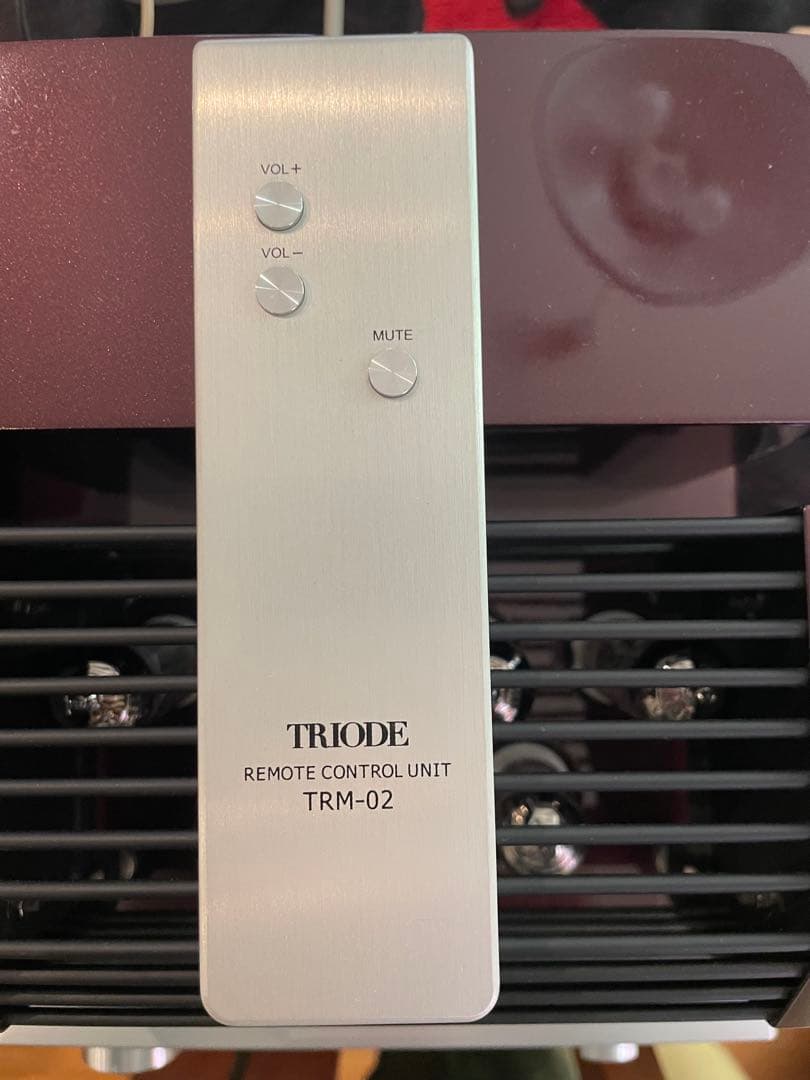 VOL+
VOL−
MUTE
TRIODE
REMOTE CONTROL UNIT
TRM-02